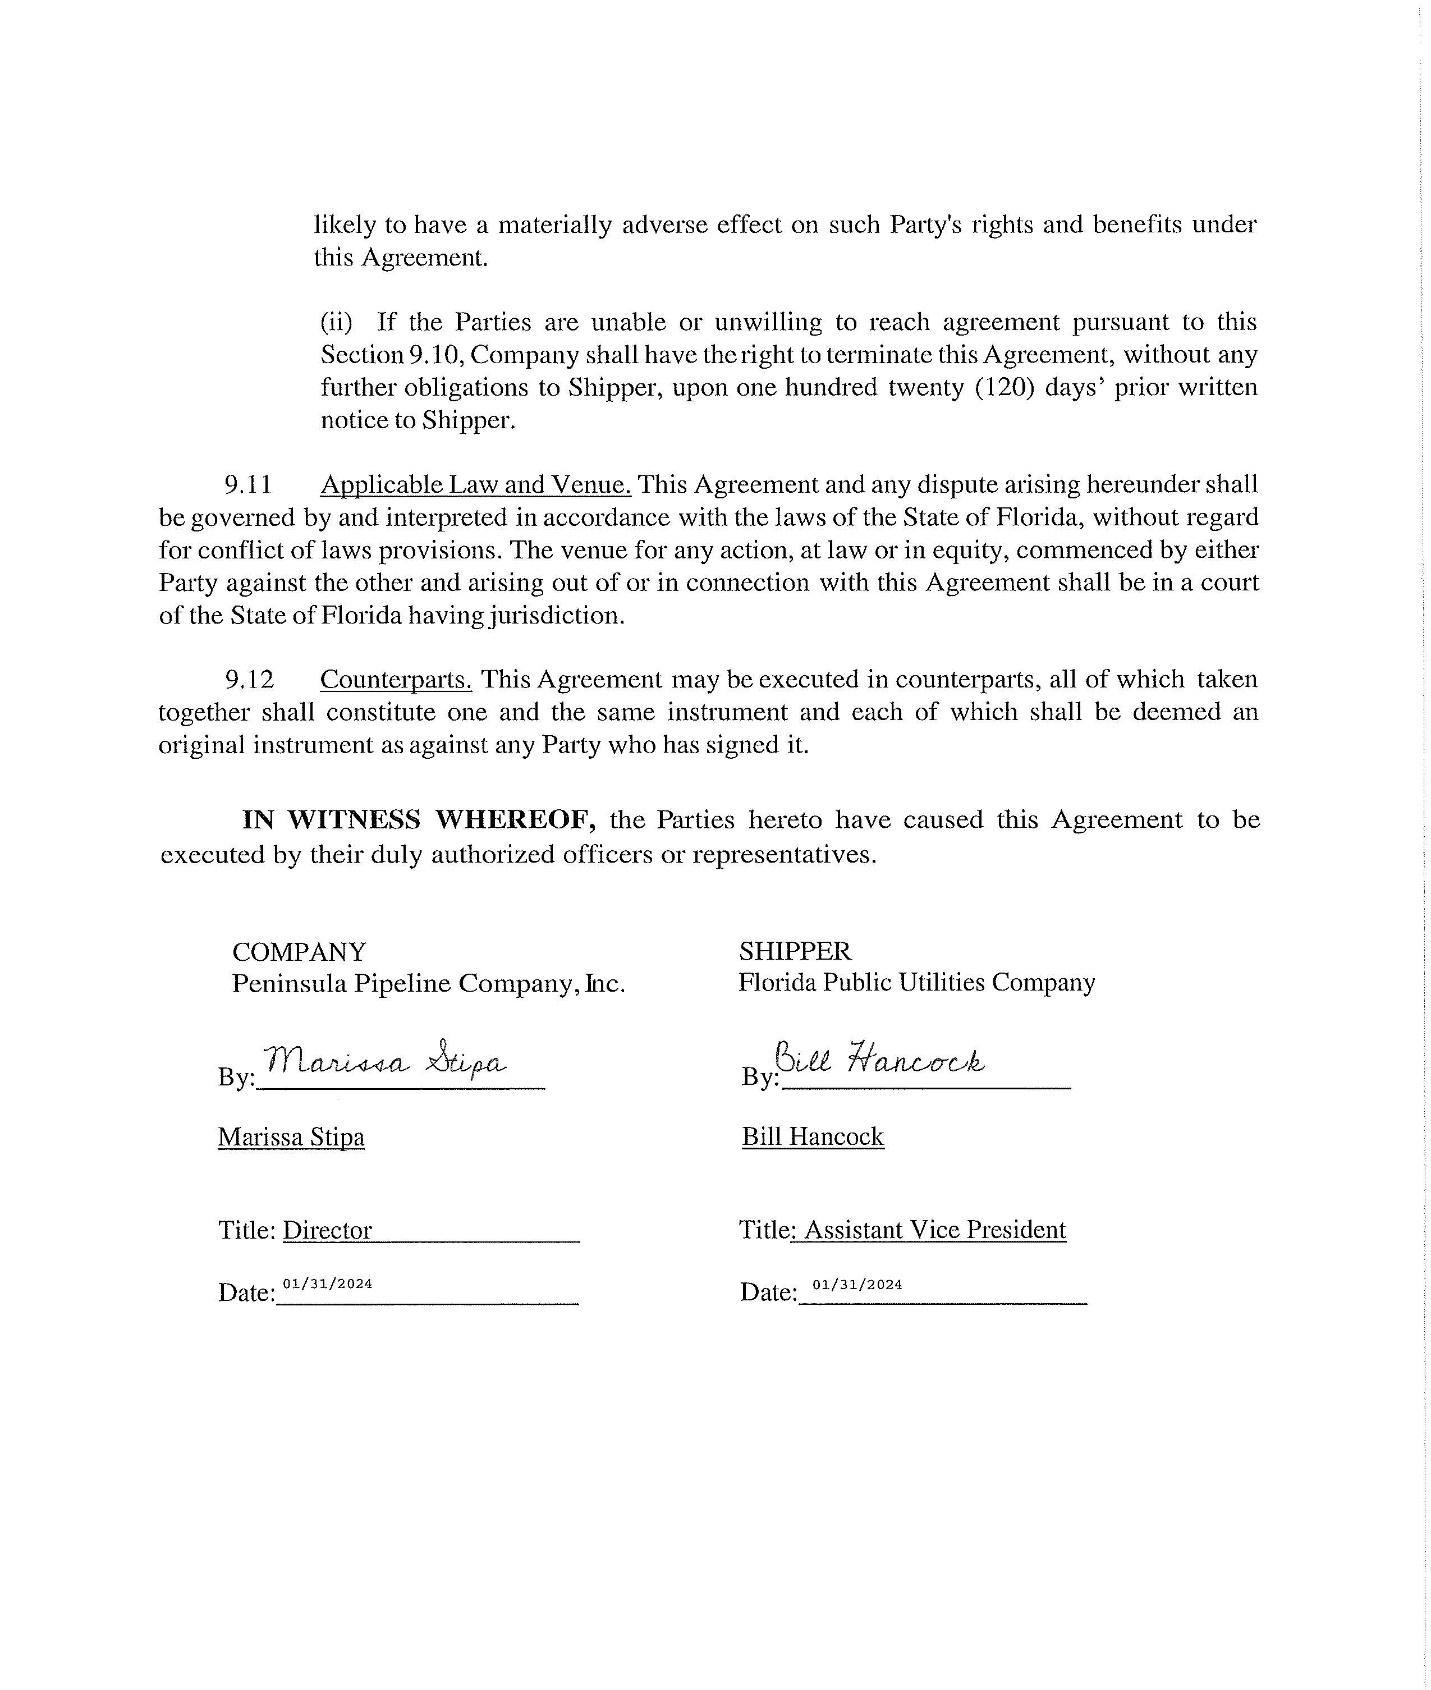 likely to have a materially adverse effect on such Party's rights and benefits under
this Agreement.
(ii) If the Parties are unable or unwilling to reach agreement pursuant to this
Section 9.10, Company shall have the right to terminate this Agreement, without any
further obligations to Shipper, upon one hundred twenty (120) days' prior written
notice to Shipper.
9.11 Applicable Law and Venue. This Agreement and any dispute arising hereunder shall
be governed by and interpreted in accordance with the laws of the State of Florida, without regard
for conflict of laws provisions. The venue for any action, at law or in equity, commenced by either
Party against the other and arising out of or in connection with this Agreement shall be in a court
of the State of Florida having jurisdiction.
9.12 Counterparts. This Agreement may be executed in counterparts, all of which taken
together shall constitute one and the same instrument and each of which shall be deemed an
original instrument as against any Party who has signed it.
IN WITNESS WHEREOF, the Parties hereto have caused this Agreement to be
executed by their duly authorized officers or representatives.
COMPANY
Peninsula Pipeline Company, Inc.
By: Marissa Stipa
Marissa Stipa
Title: Director
Date: 01/31/2024
SHIPPER
Florida Public Utilities Company
By: Bill Hancock
Bill Hancock
Title: Assistant Vice President
Date: 01/31/2024